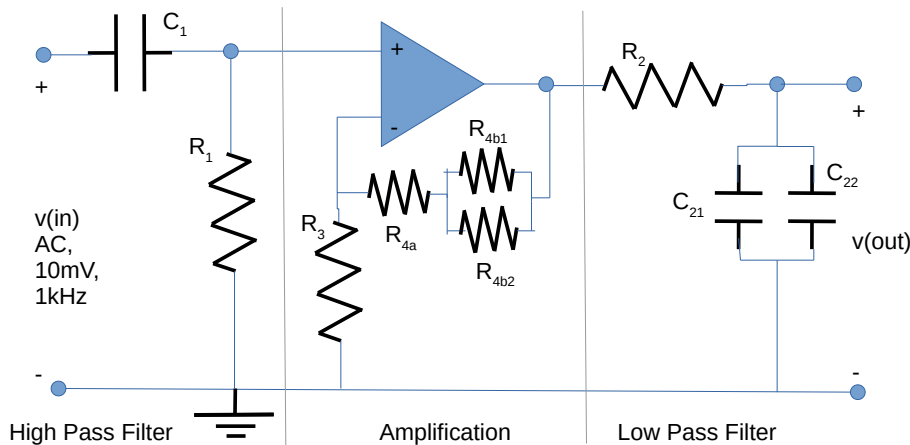 C1
+
R1
v(in)
AC,
10mV,
1kHz
-
High Pass Filter
+
-
R3
R4a
R4b1
R4b2
Amplification
R2
+
C21
C22
v(out)
-
Low Pass Filter